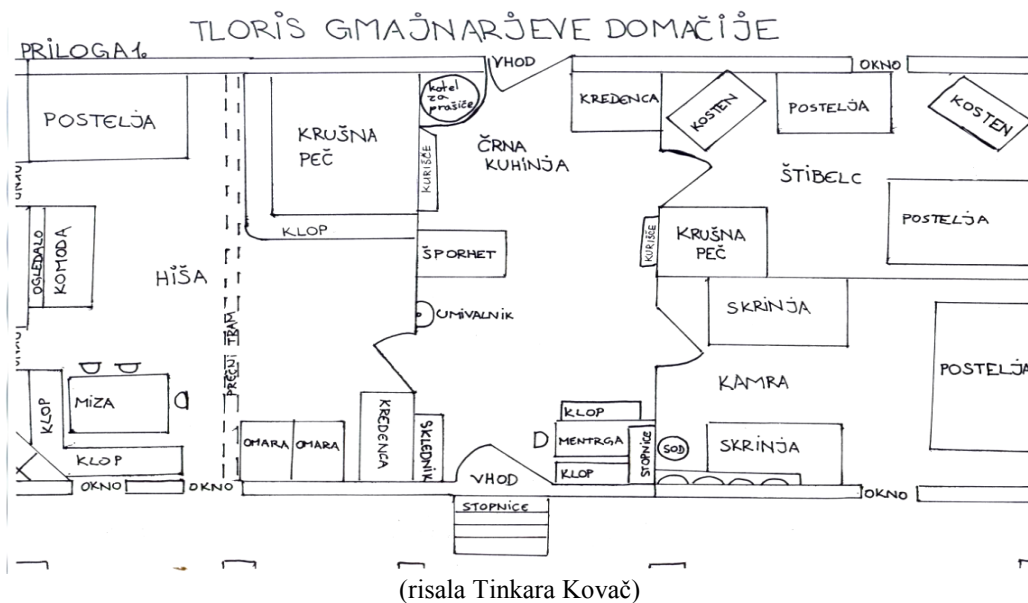 TLORIS GMAJNARJEVE DOMAČIJE
PRILOGA 1.
VHOD
OKNO
POSTELJA
KRUŠNA
PEČ
kotel
za
prašiče
KURIŠČE
ČRNA
KUHINJA
KREDENCA
KOSTEN
POSTELJA
KOSTEN
ŠTIBELC
KLOP
ŠPORHET
KURIŠČE
KRUŠNA
PEČ
POSTELJA
OGLEDALO
KOMODA
HIŠA
UMIVALNIK
SKRINJA
PREČNI TRAM
MIZA
KLOP
KLOP
KAMRA
POSTELJA
OMARA
OMARA
KREDENCA
SKLEDNIK
KLOP
MENTRGA
KLOP
STOPNICE
SOD
SKRINJA
OKNO
OKNO
VHOD
OKNO
STOPNICE
(risala Tinkara Kovač)